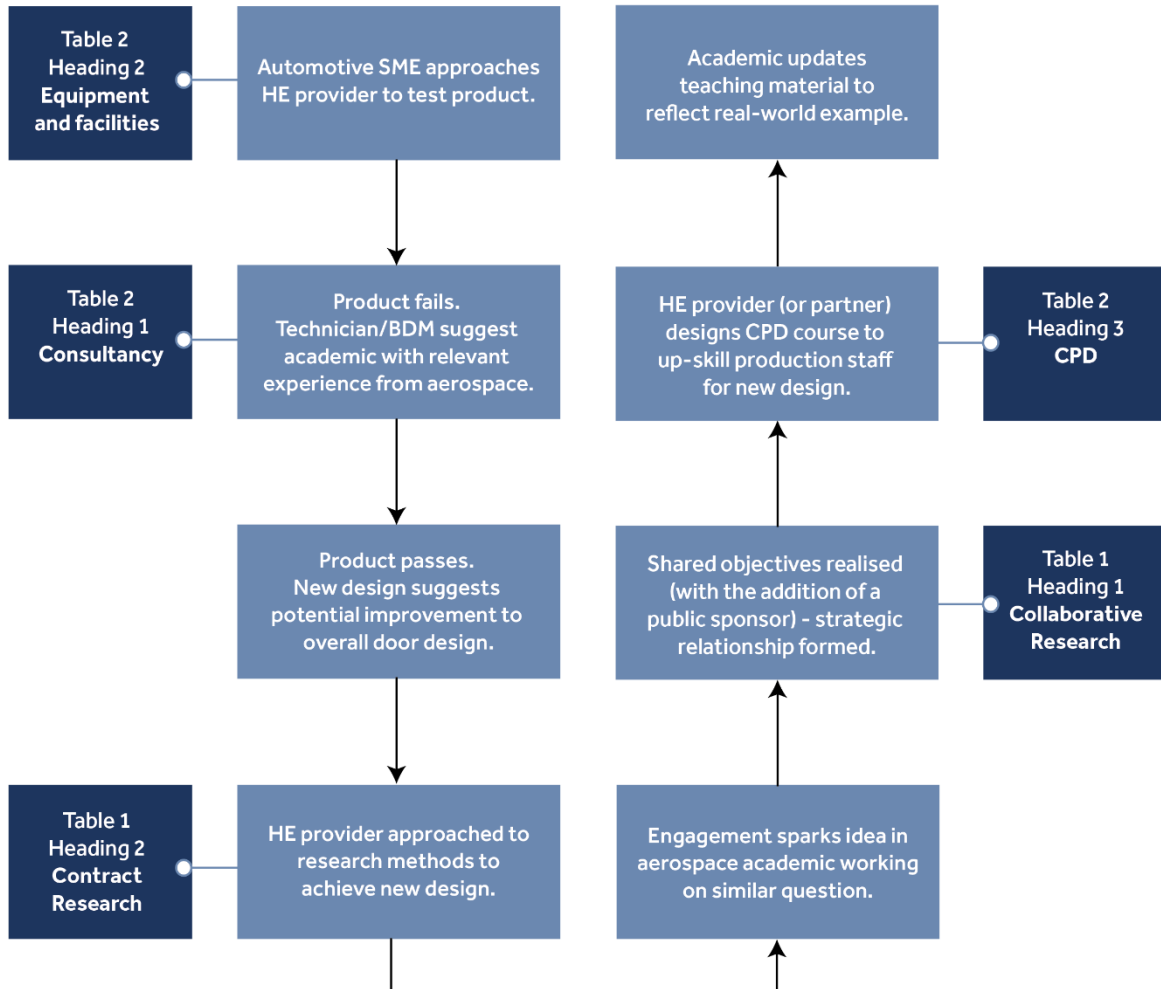 Table 2
Heading 2
Equipment
and facilities
Automotive SME approaches
HE provider to test product.
Table 2
Heading 1
Consultancy
Product fails.
Technician/BDM suggest
academic with relevant
experience from aerospace.
Product passes.
New design suggests
potential improvement to
overall door design.
Table 1
Heading 2
Contract
Research
HE provider approached to
research methods to
achieve new design.
Engagement sparks idea in
aerospace academic working
on similar question.
Shared objectives realised
(with the addition of a
public sponsor) - strategic
relationship formed.
Table 1
Heading 1
Collaborative
Research
HE provider (or partner)
designs CPD course to
up-skill production staff
for new design.
Table 2
Heading 3
CPD
Academic updates
teaching material to
reflect real-world example.